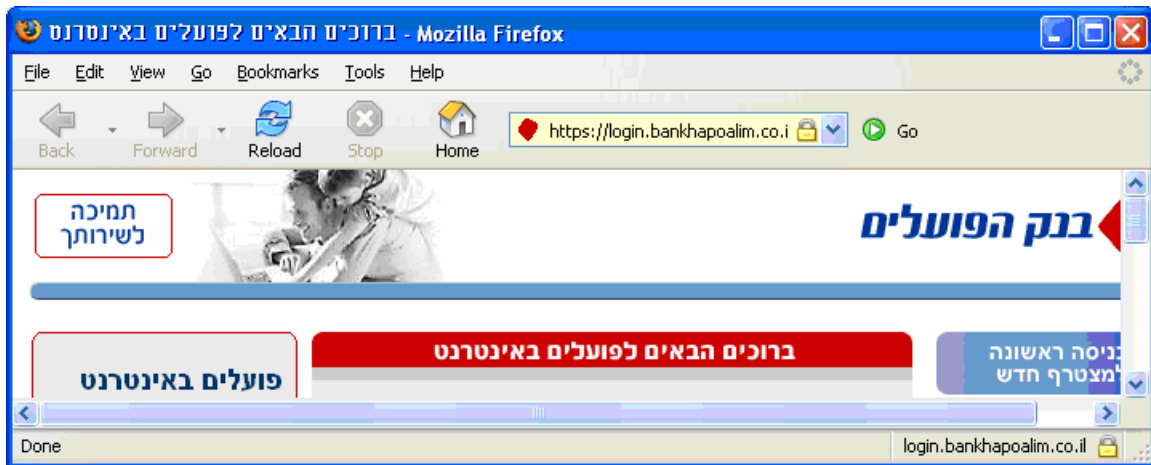 ברוכים הבאים לפועלים באינטרנט - Mozilla Firefox
File Edit View Go Bookmarks Tools Help
Back Forward Reload Stop Home https://login.bankhapoalim.co.i Go
תמיכה
לשירותך
בנק הפועלים
ברוכים הבאים לפועלים באינטרנט
כניסה ראשונה
למצטרף חדש
פועלים באינטרנט
Done login.bankhapoalim.co.il